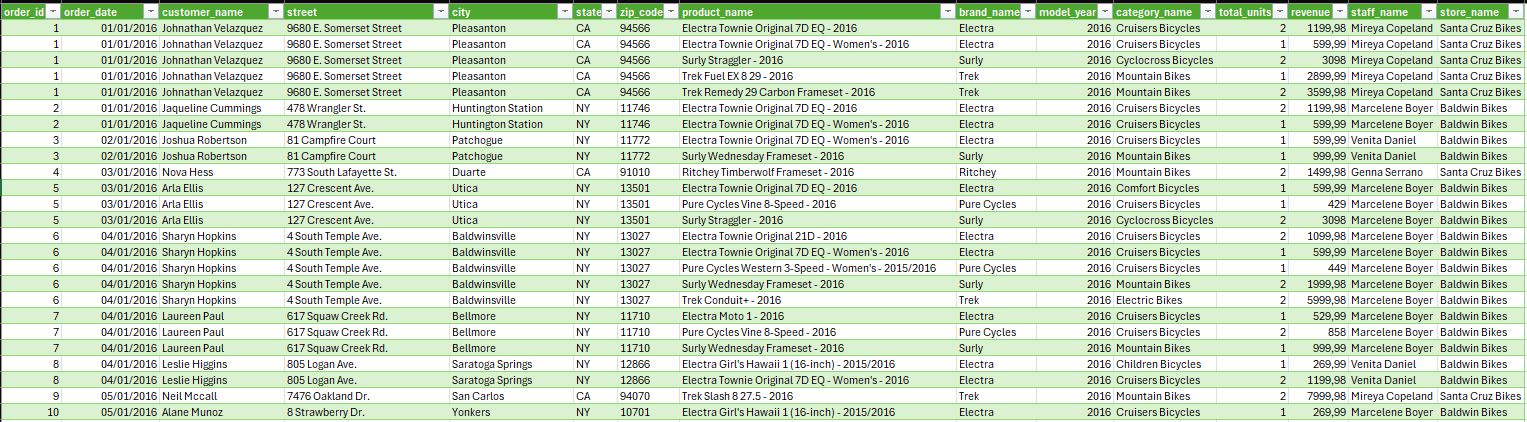 order_id order_date customer_name street city state zip_code product_name brand_name model_year category_name total_units revenue staff_name store_name
1 01/01/2016 Johnathan Velazquez 9680 E. Somerset Street Pleasanton CA 94566 Electra Townie Original 7D EQ - 2016 Electra 2016 Cruisers Bicycles 2 1199,98 Mireya Copeland Santa Cruz Bikes
1 01/01/2016 Johnathan Velazquez 9680 E. Somerset Street Pleasanton CA 94566 Electra Townie Original 7D EQ - Women's - 2016 Electra 2016 Cruisers Bicycles 1 599,99 Mireya Copeland Santa Cruz Bikes
1 01/01/2016 Johnathan Velazquez 9680 E. Somerset Street Pleasanton CA 94566 Surly Straggler - 2016 Surly 2016 Cyclocross Bicycles 2 3098 Mireya Copeland Santa Cruz Bikes
1 01/01/2016 Johnathan Velazquez 9680 E. Somerset Street Pleasanton CA 94566 Trek Fuel EX 8 29 - 2016 Trek 2016 Mountain Bikes 1 2899,99 Mireya Copeland Santa Cruz Bikes
1 01/01/2016 Johnathan Velazquez 9680 E. Somerset Street Pleasanton CA 94566 Trek Remedy 29 Carbon Frameset - 2016 Trek 2016 Mountain Bikes 2 3599,98 Mireya Copeland Santa Cruz Bikes
2 01/01/2016 Jaqueline Cummings 478 Wrangler St. Huntington Station NY 11746 Electra Townie Original 7D EQ - 2016 Electra 2016 Cruisers Bicycles 2 1199,98 Marcelene Boyer Baldwin Bikes
2 01/01/2016 Jaqueline Cummings 478 Wrangler St. Huntington Station NY 11746 Electra Townie Original 7D EQ - Women's - 2016 Electra 2016 Cruisers Bicycles 1 599,99 Marcelene Boyer Baldwin Bikes
3 02/01/2016 Joshua Robertson 81 Campfire Court Patchogue NY 11772 Electra Townie Original 7D EQ - Women's - 2016 Electra 2016 Cruisers Bicycles 1 599,99 Venita Daniel Baldwin Bikes
3 02/01/2016 Joshua Robertson 81 Campfire Court Patchogue NY 11772 Surly Wednesday Frameset - 2016 Surly 2016 Mountain Bikes 1 999,99 Venita Daniel Baldwin Bikes
4 03/01/2016 Nova Hess 773 South Lafayette St. Duarte CA 91010 Ritchey Timberwolf Frameset - 2016 Ritchey 2016 Mountain Bikes 2 1499,98 Genna Serrano Santa Cruz Bikes
5 03/01/2016 Arla Ellis 127 Crescent Ave. Utica NY 13501 Electra Townie Original 7D EQ - 2016 Electra 2016 Comfort Bicycles 1 599,99 Marcelene Boyer Baldwin Bikes
5 03/01/2016 Arla Ellis 127 Crescent Ave. Utica NY 13501 Pure Cycles Vine 8-Speed - 2016 Pure Cycles 2016 Cruisers Bicycles 1 429 Marcelene Boyer Baldwin Bikes
5 03/01/2016 Arla Ellis 127 Crescent Ave. Utica NY 13501 Surly Straggler - 2016 Surly 2016 Cyclocross Bicycles 2 3098 Marcelene Boyer Baldwin Bikes
6 04/01/2016 Sharyn Hopkins 4 South Temple Ave. Baldwinsville NY 13027 Electra Townie Original 21D - 2016 Electra 2016 Cruisers Bicycles 2 1099,98 Marcelene Boyer Baldwin Bikes
6 04/01/2016 Sharyn Hopkins 4 South Temple Ave. Baldwinsville NY 13027 Electra Townie Original 7D EQ - Women's - 2016 Electra 2016 Cruisers Bicycles 1 599,99 Marcelene Boyer Baldwin Bikes
6 04/01/2016 Sharyn Hopkins 4 South Temple Ave. Baldwinsville NY 13027 Pure Cycles Western 3-Speed - Women's - 2015/2016 Pure Cycles 2016 Cruisers Bicycles 1 449 Marcelene Boyer Baldwin Bikes
6 04/01/2016 Sharyn Hopkins 4 South Temple Ave. Baldwinsville NY 13027 Surly Wednesday Frameset - 2016 Surly 2016 Mountain Bikes 2 1999,98 Marcelene Boyer Baldwin Bikes
6 04/01/2016 Sharyn Hopkins 4 South Temple Ave. Baldwinsville NY 13027 Trek Conduit+ - 2016 Trek 2016 Electric Bikes 2 5999,98 Marcelene Boyer Baldwin Bikes
7 04/01/2016 Laureen Paul 617 Squaw Creek Rd. Bellmore NY 11710 Electra Moto 1 - 2016 Electra 2016 Cruisers Bicycles 1 529,99 Marcelene Boyer Baldwin Bikes
7 04/01/2016 Laureen Paul 617 Squaw Creek Rd. Bellmore NY 11710 Pure Cycles Vine 8-Speed - 2016 Pure Cycles 2016 Cruisers Bicycles 2 858 Marcelene Boyer Baldwin Bikes
7 04/01/2016 Laureen Paul 617 Squaw Creek Rd. Bellmore NY 11710 Surly Wednesday Frameset - 2016 Surly 2016 Mountain Bikes 1 999,99 Marcelene Boyer Baldwin Bikes
8 04/01/2016 Leslie Higgins 805 Logan Ave. Saratoga Springs NY 12866 Electra Girl's Hawaii 1 (16-inch) - 2015/2016 Electra 2016 Children Bicycles 1 269,99 Venita Daniel Baldwin Bikes
8 04/01/2016 Leslie Higgins 805 Logan Ave. Saratoga Springs NY 12866 Electra Townie Original 7D EQ - Women's - 2016 Electra 2016 Cruisers Bicycles 2 1199,98 Venita Daniel Baldwin Bikes
9 05/01/2016 Neil Mccall 7476 Oakland Dr. San Carlos CA 94070 Trek Slash 8 27.5 - 2016 Trek 2016 Mountain Bikes 2 7999,98 Mireya Copeland Santa Cruz Bikes
10 05/01/2016 Alane Munoz 8 Strawberry Dr. Yonkers NY 10701 Electra Girl's Hawaii 1 (16-inch) - 2015/2016 Electra 2016 Cruisers Bicycles 1 269,99 Marcelene Boyer Baldwin Bikes